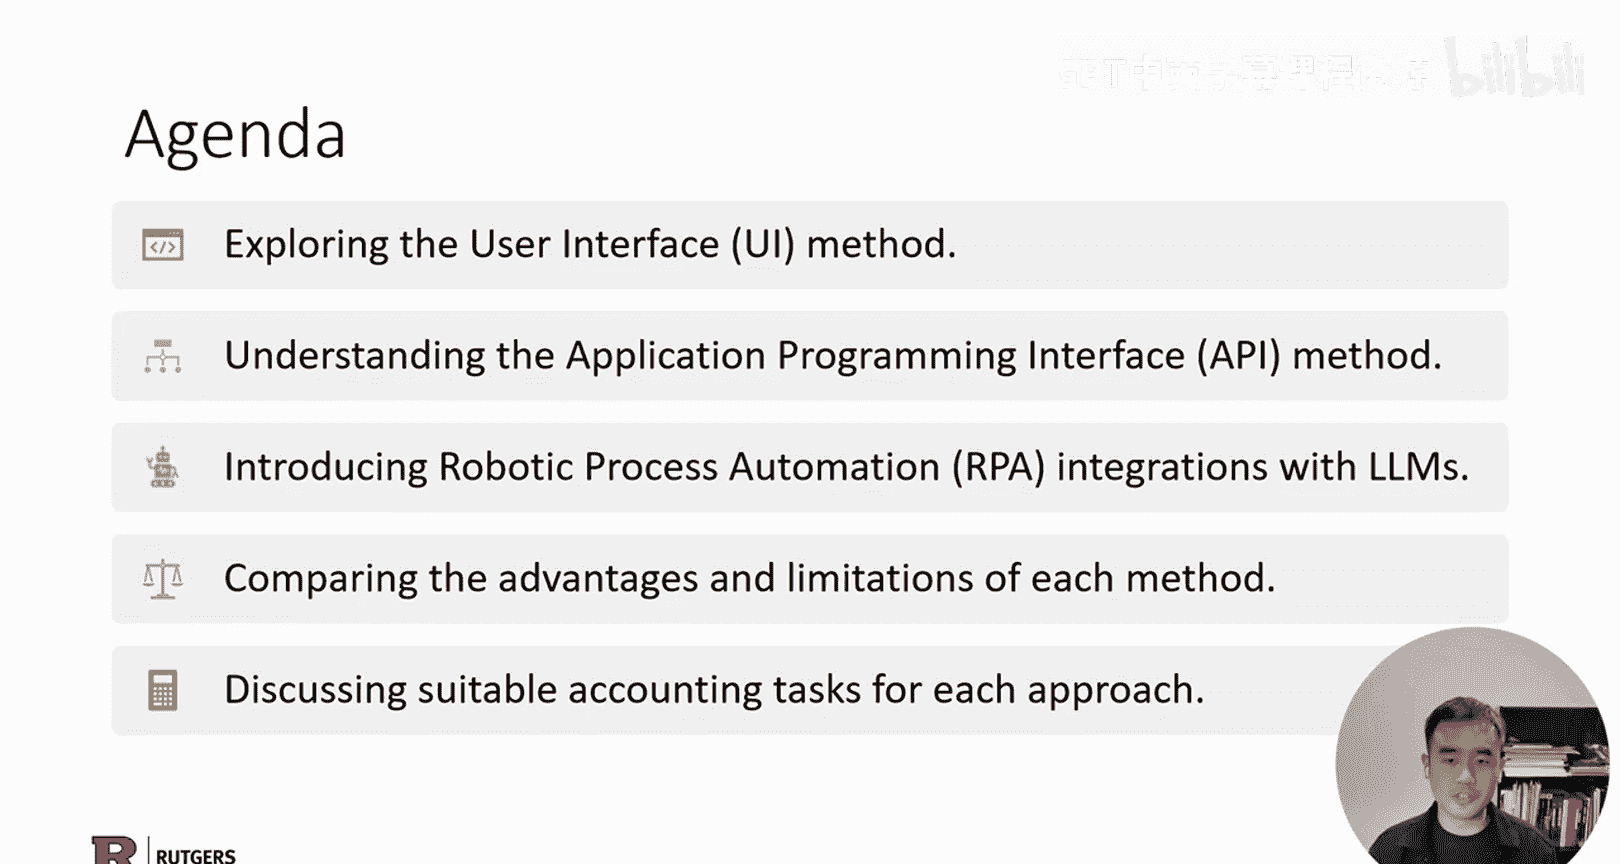 bilibili
Agenda
Exploring the User Interface (UI) method.
Understanding the Application Programming Interface (API) method.
Introducing Robotic Process Automation (RPA) integrations with LLMs.
Comparing the advantages and limitations of each method.
Discussing suitable accounting tasks for each approach.
R RUTGERS